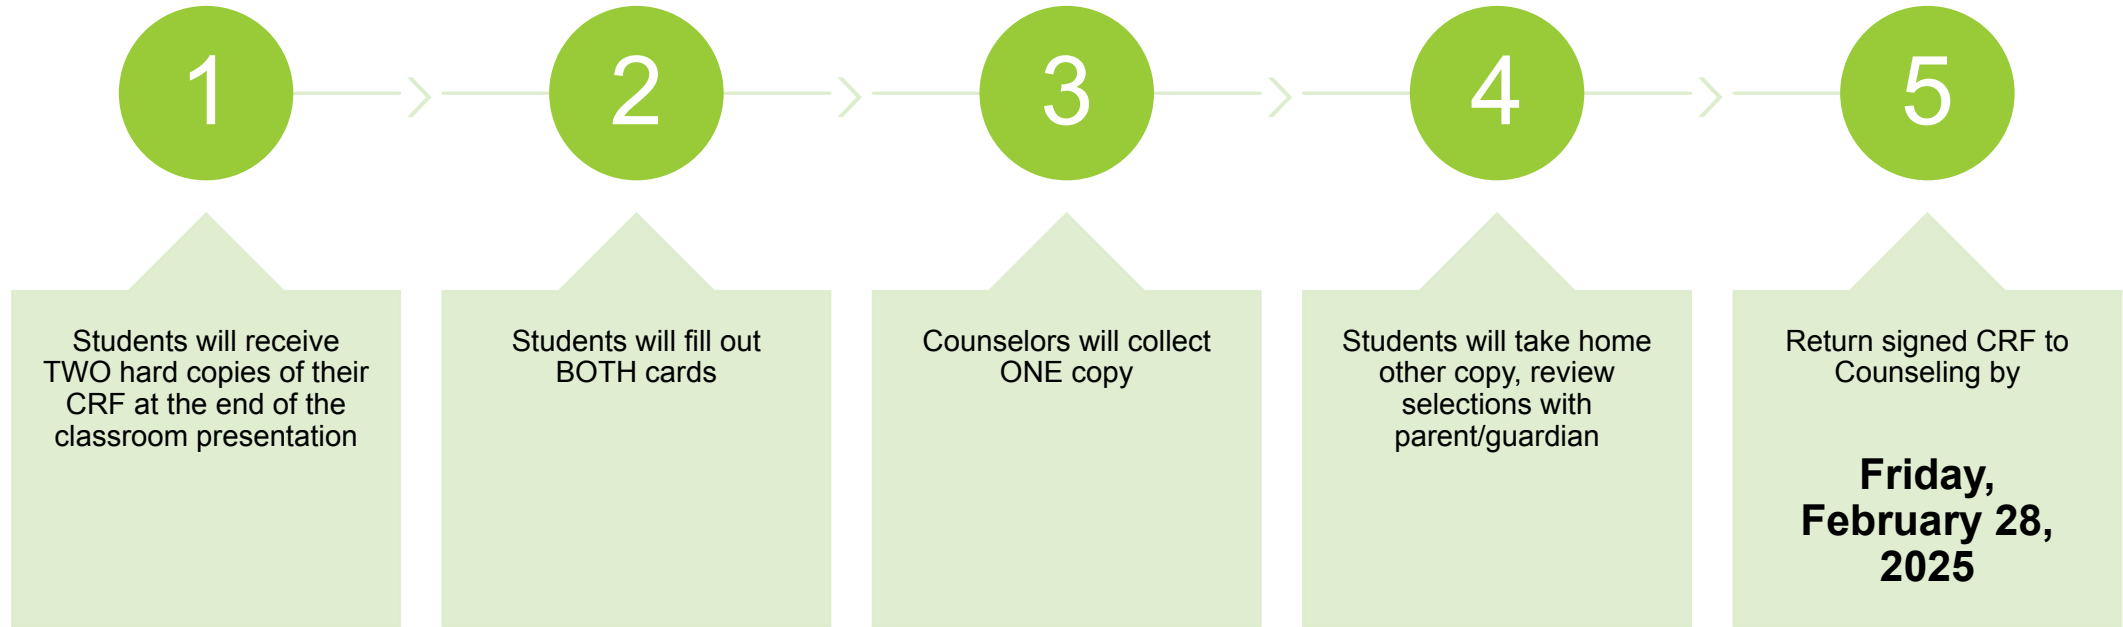 1
Students will receive
TWO hard copies of their
CRF at the end of the
classroom presentation
2
Students will fill out
BOTH cards
3
Counselors will collect
ONE copy
4
Students will take home
other copy, review
selections with
parent/guardian
5
Return signed CRF to
Counseling by
Friday,
February 28,
2025